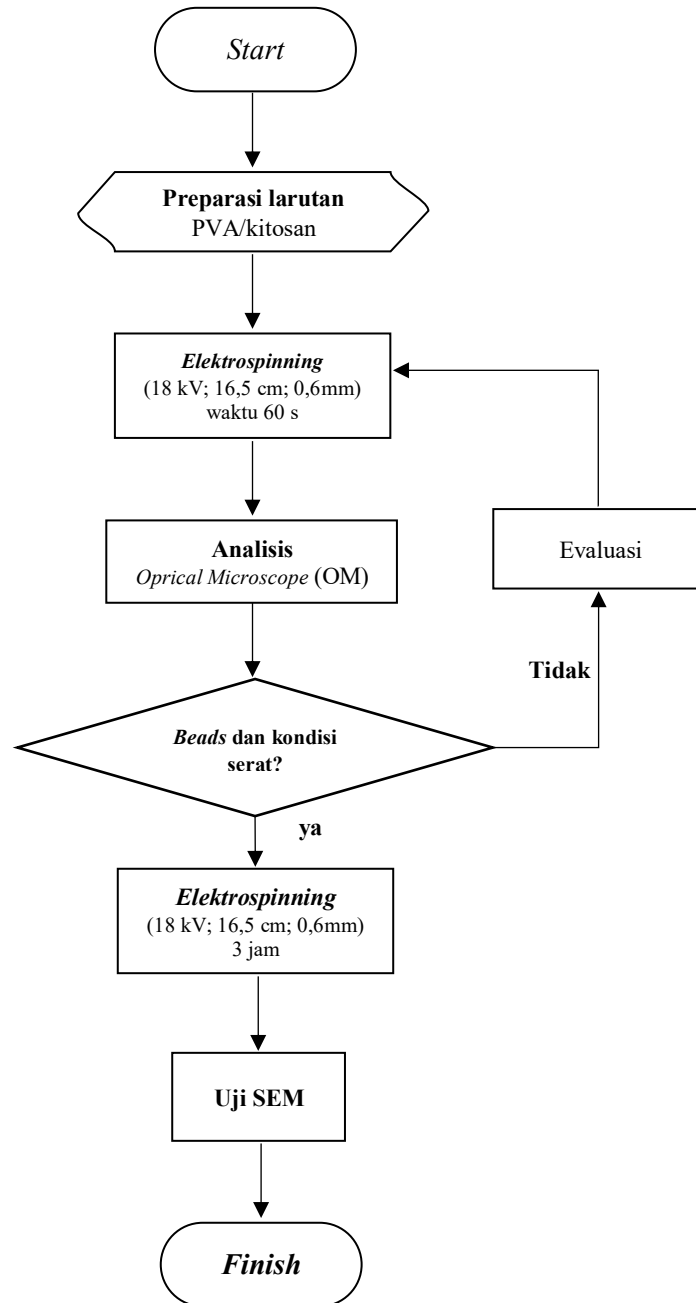 Start
Preparasi larutan
PVA/kitosan
Elektrospinning
(18 kV; 16,5 cm; 0,6mm)
waktu 60 s
Analisis
Oprical Microscope (OM)
Evaluasi
Tidak
Beads dan kondisi
serat?
ya
Elektrospinning
(18 kV; 16,5 cm; 0,6mm)
3 jam
Uji SEM
Finish